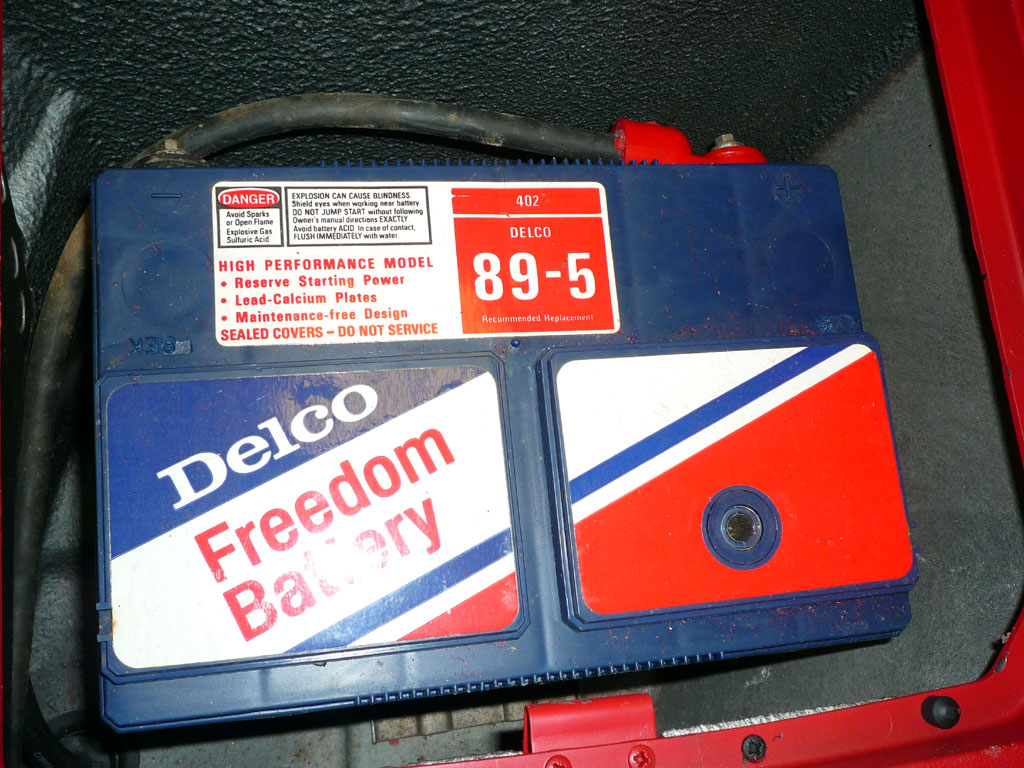 DANGER
Avoid Sparks
or Open Flame
Explosive Gas
Sulfuric Acid
EXPLOSION CAN CAUSE BLINDNESS
Shield eyes when working near battery
DO NOT JUMP START without following
Owner's manual directions EXACTLY.
Avoid battery ACID In case of contact,
FLUSH IMMEDIATELY with water.
HIGH PERFORMANCE MODEL
• Reserve Starting Power
• Lead-Calcium Plates
• Maintenance-free Design
SEALED COVERS – DO NOT SERVICE
402
DELCO
89-5
Recommended Replacement
Delco
Freedom
Battery